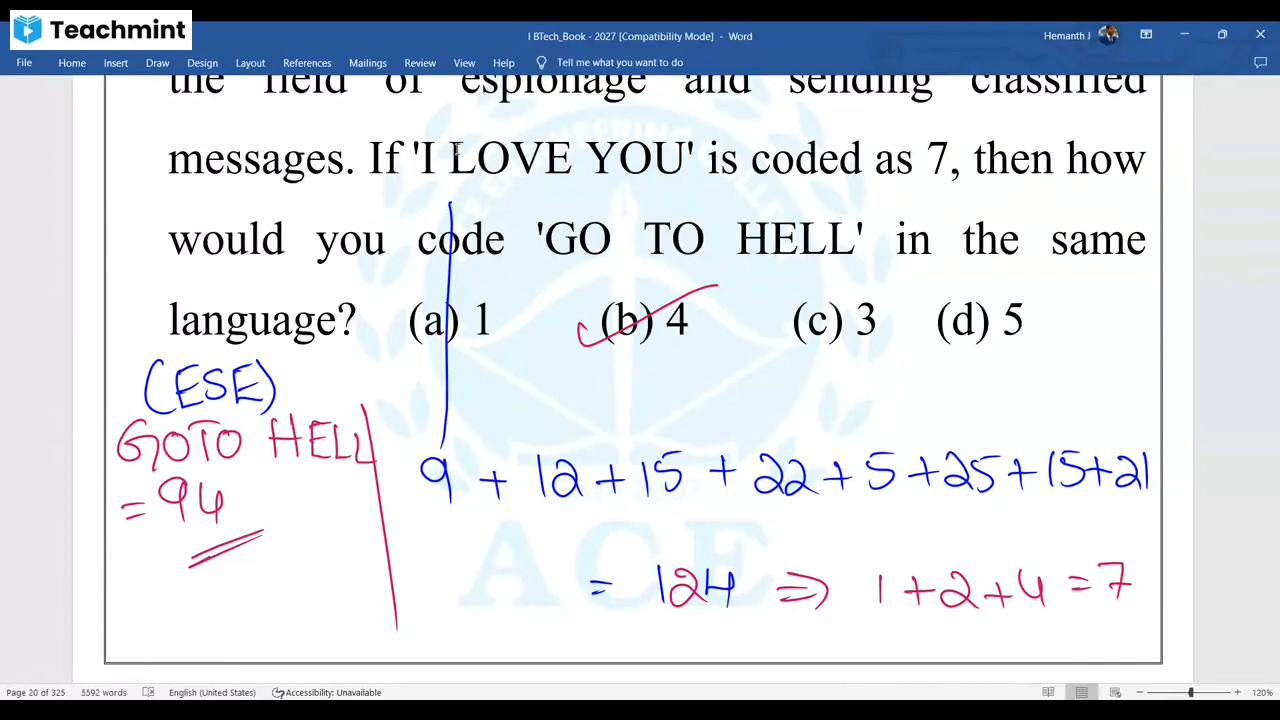 Teachmint
I BTech_Book - 2027 [Compatibility Mode] - Word
Hemanth J
File Home Insert Draw Design Layout References Mailings Review View Help Tell me what you want to do
the field of espionage and sending classified
messages. If 'I LOVE YOU' is coded as 7, then how
would you code 'GO TO HELL' in the same
language? (a) 1 (b) 4 (c) 3 (d) 5
(ESE)
GOTO HELL
= 94
9 + 12 + 15 + 22 + 5 + 25 + 15 + 21
= 124 ⇒ 1 + 2 + 4 = 7
ACE
Page 20 of 325 5592 words English (United States) Accessibility: Unavailable 120%